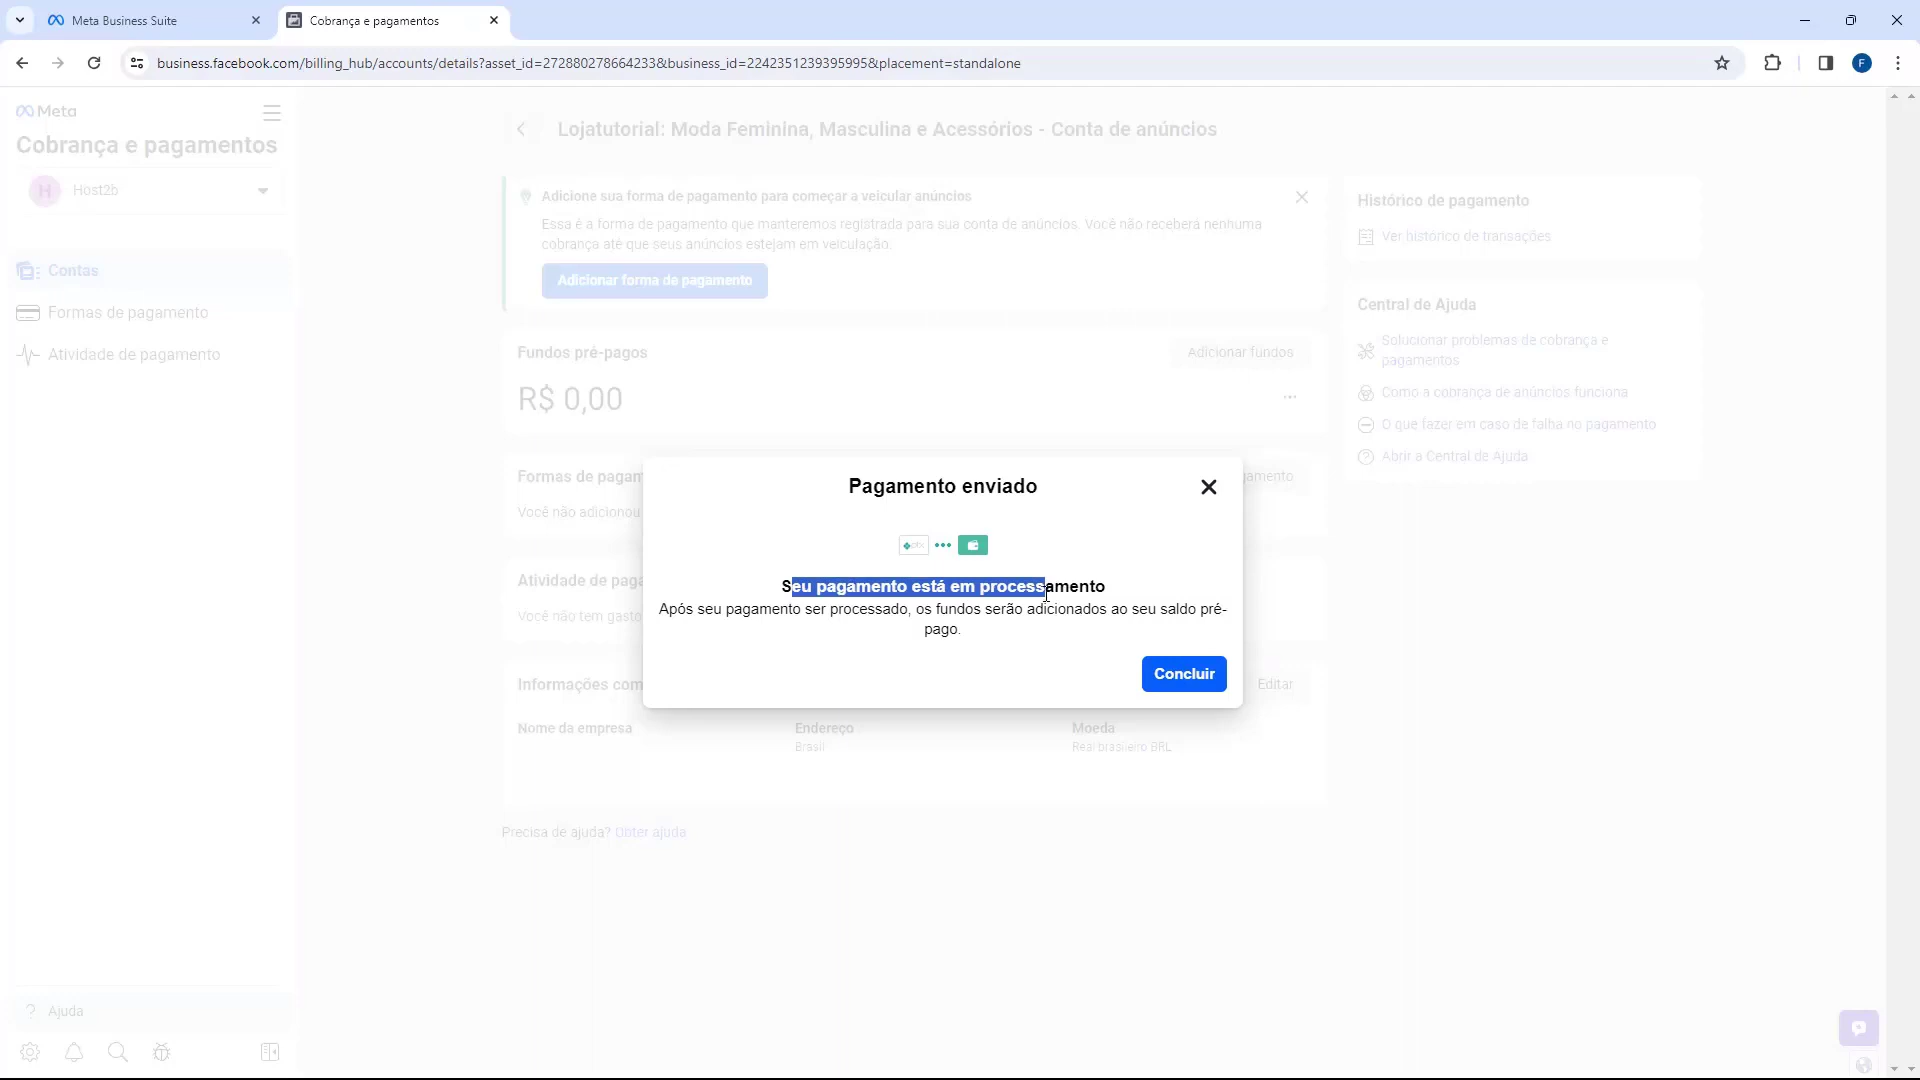 Meta Business Suite
Cobrança e pagamentos
business.facebook.com/billing_hub/accounts/details?asset_id=272880278664233&business_id=2242351239395995&placement=standalone
F
Meta
Cobrança e pagamentos
H Host2b
Contas
Formas de pagamento
Atividade de pagamento
Ajuda
Lojatutorial: Moda Feminina, Masculina e Acessórios - Conta de anúncios
Adicione sua forma de pagamento para começar a veicular anúncios
Essa é a forma de pagamento que manteremos registrada para sua conta de anúncios. Você não receberá nenhuma
cobrança até que seus anúncios estejam em veiculação.
Adicionar forma de pagamento
Fundos pré-pagos
Adicionar fundos
R$ 0,00
Formas de pagam
gamento
Você não adicionou
Atividade de paga
Você não tem gasto
Informações com
Editar
Nome da empresa
Endereço
Moeda
Brasil
Real brasileiro BRL
Precisa de ajuda? Obter ajuda
Histórico de pagamento
Ver histórico de transações
Central de Ajuda
Solucionar problemas de cobrança e
pagamentos
Como a cobrança de anúncios funciona
O que fazer em caso de falha no pagamento
Abrir a Central de Ajuda
Pagamento enviado
Seu pagamento está em processamento
Após seu pagamento ser processado, os fundos serão adicionados ao seu saldo pré-
pago.
Concluir